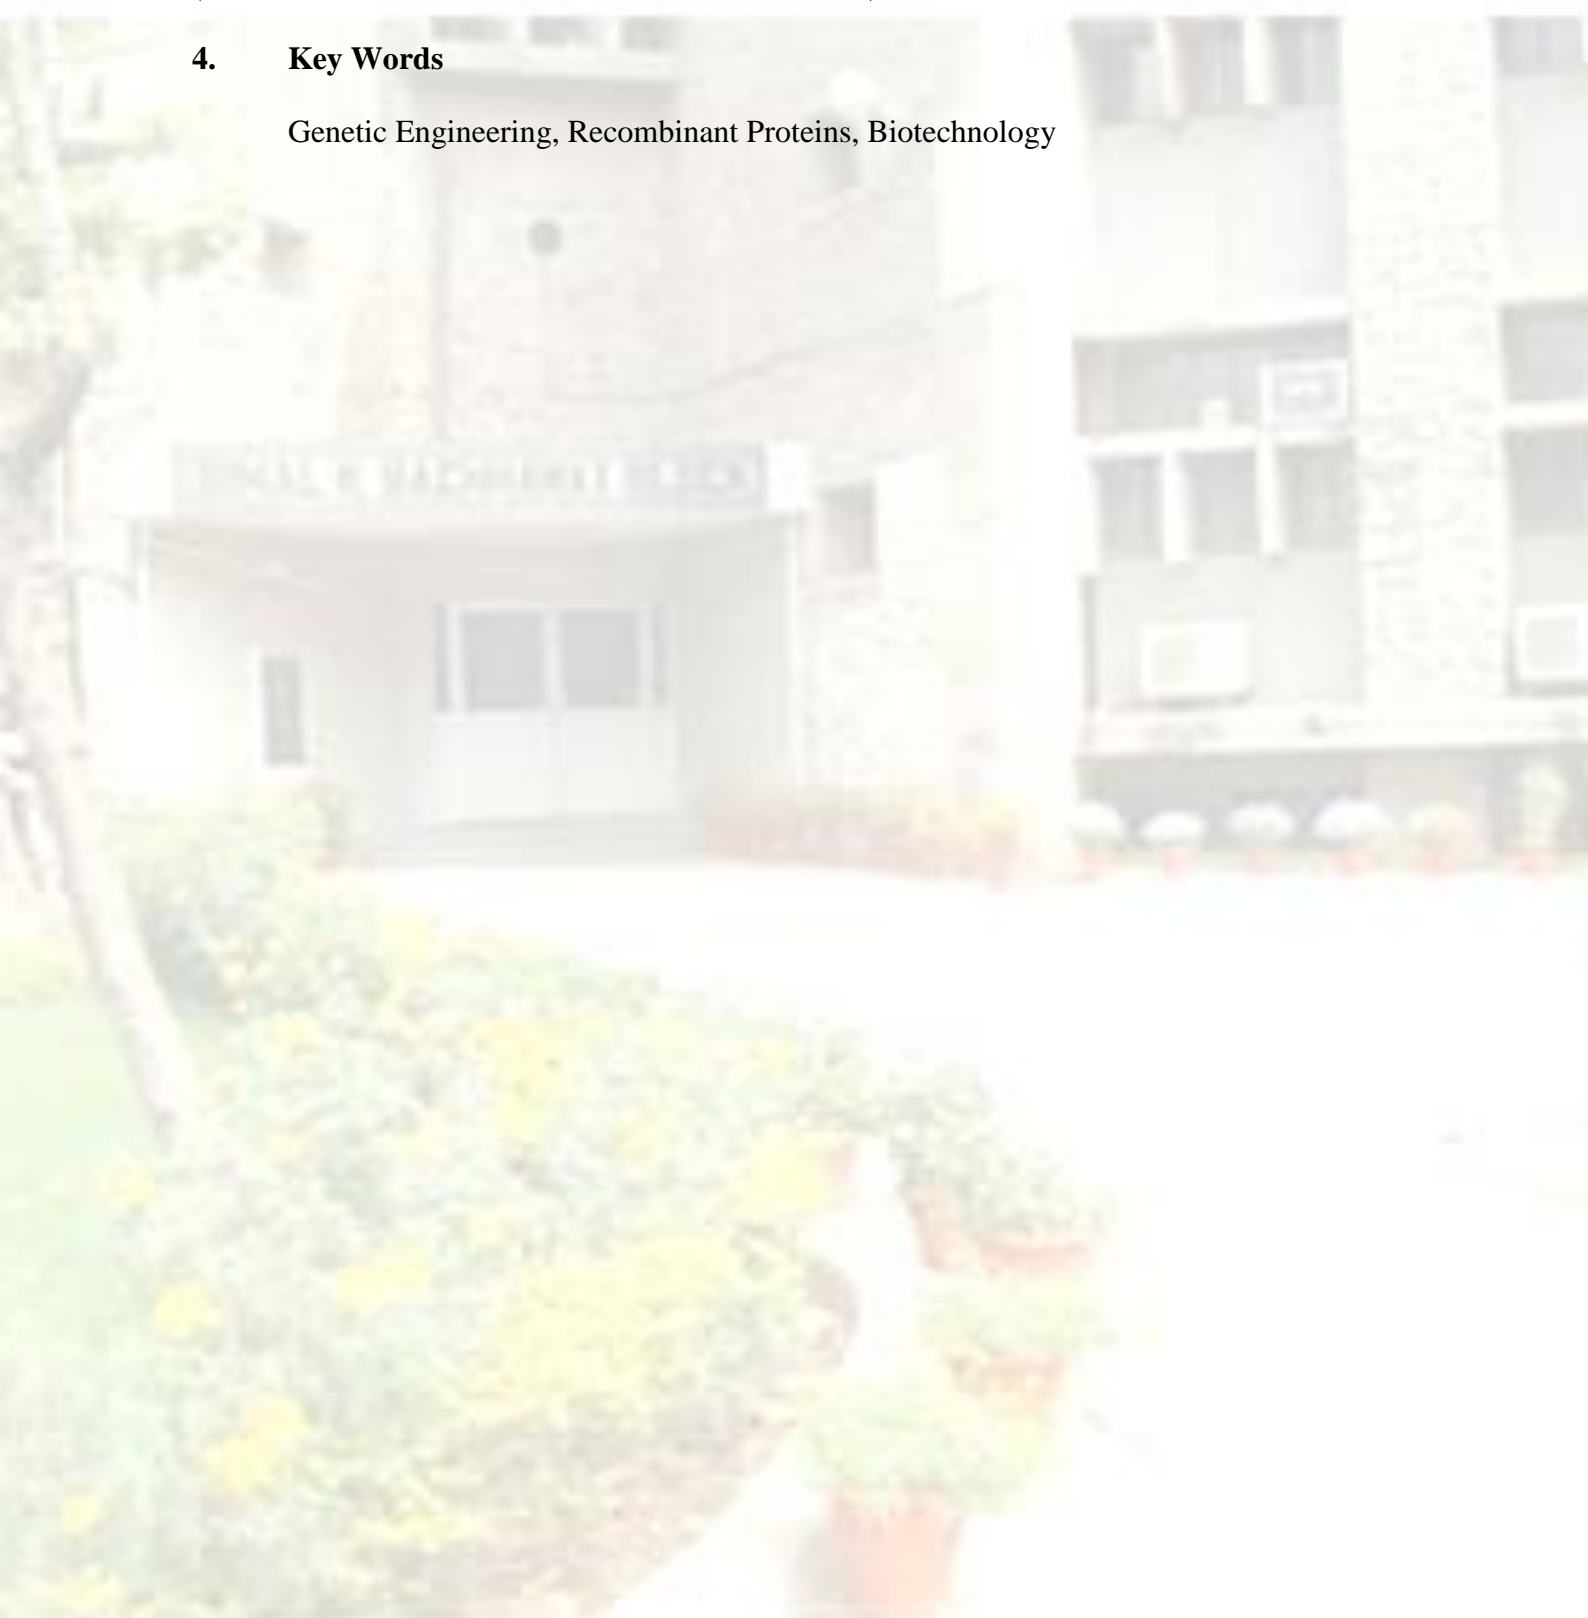 4. Key Words
Genetic Engineering, Recombinant Proteins, Biotechnology